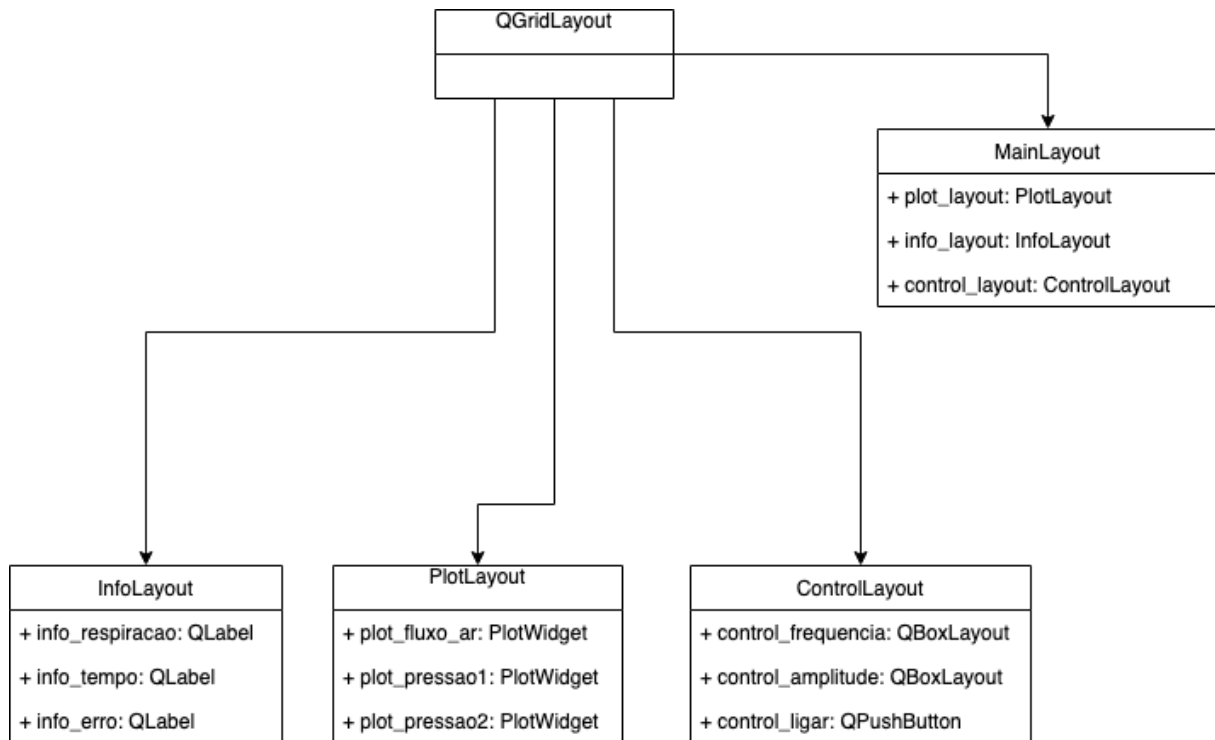 QGridLayout
MainLayout
+ plot_layout: PlotLayout
+ info_layout: InfoLayout
+ control_layout: ControlLayout
InfoLayout
+ info_respiracao: QLabel
+ info_tempo: QLabel
+ info_erro: QLabel
PlotLayout
+ plot_fluxo_ar: PlotWidget
+ plot_pressao1: PlotWidget
+ plot_pressao2: PlotWidget
ControlLayout
+ control_frequência: QBoxLayout
+ control_amplitude: QBoxLayout
+ control_ligar: QPushButton